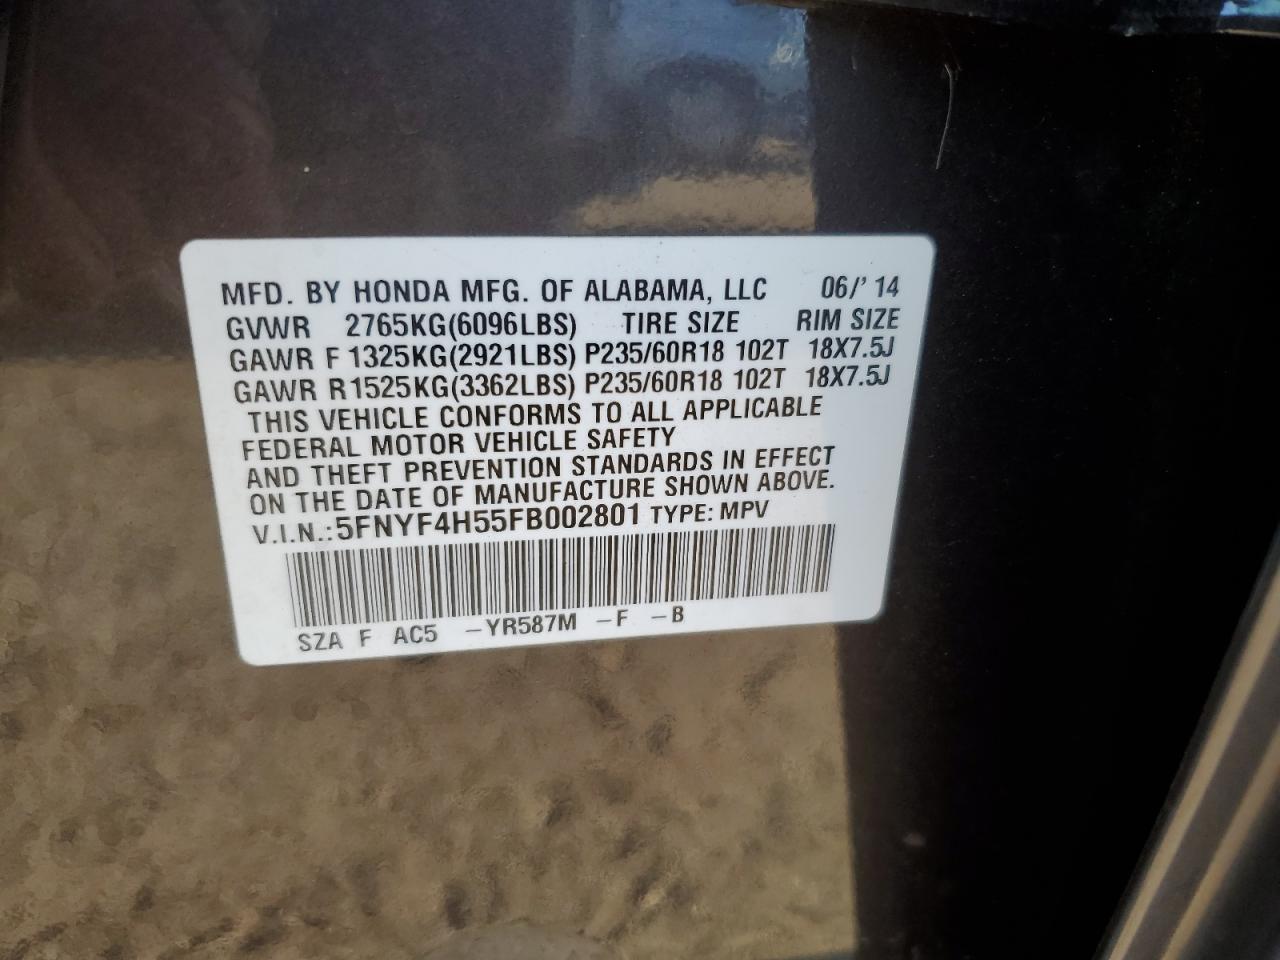 MFD. BY HONDA MFG. OF ALABAMA, LLC 06/'14
GVWR 2765KG(6096LBS) TIRE SIZE RIM SIZE
GAWR F 1325KG(2921LBS) P235/60R18 102T 18X7.5J
GAWR R 1525KG(3362LBS) P235/60R18 102T 18X7.5J
THIS VEHICLE CONFORMS TO ALL APPLICABLE
FEDERAL MOTOR VEHICLE SAFETY
AND THEFT PREVENTION STANDARDS IN EFFECT
ON THE DATE OF MANUFACTURE SHOWN ABOVE.
V.I.N.:5FNYF4H55FB002801 TYPE: MPV
SZA F AC5 -YR587M -F -B